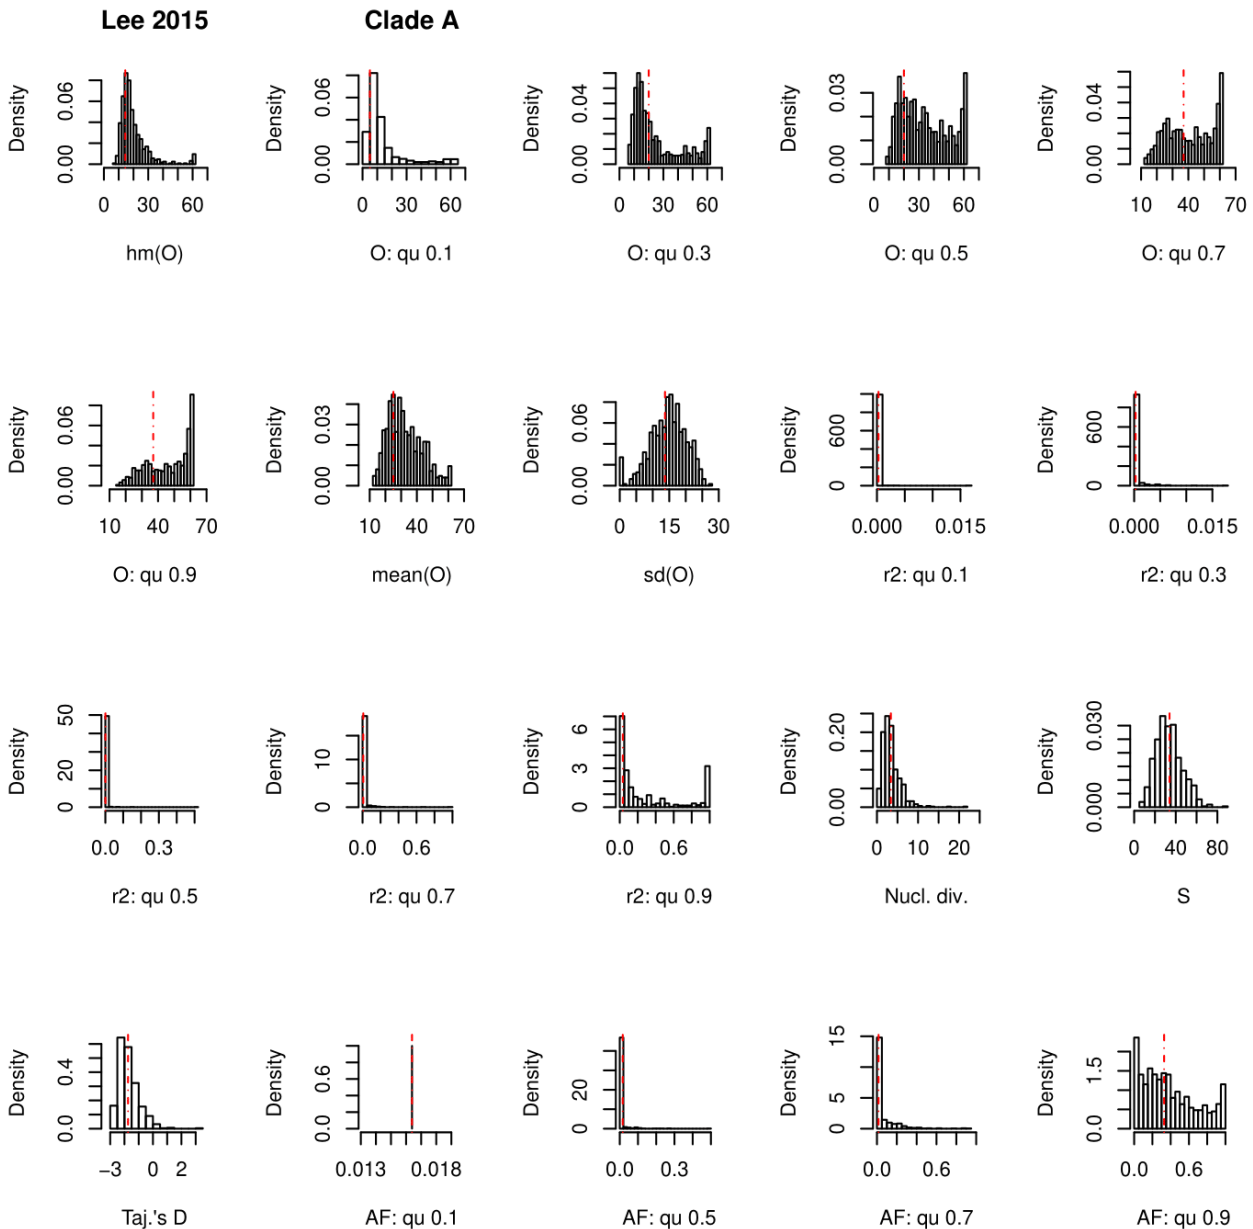 Lee 2015 Clade A
Density 0.00 0.06 0 30 60 hm(O)
Density 0.00 0.06 0 30 60 O: qu 0.1
Density 0.00 0.04 0 30 60 O: qu 0.3
Density 0.00 0.03 0 30 60 O: qu 0.5
Density 0.00 0.04 10 40 70 O: qu 0.7
Density 0.00 0.06 10 40 70 O: qu 0.9
Density 0.00 0.03 10 40 70 mean(O)
Density 0.00 0.06 0 15 30 sd(O)
Density 0 600 0.000 0.015 r2: qu 0.1
Density 0 600 0.000 0.015 r2: qu 0.3
Density 0 20 50 0.0 0.3 r2: qu 0.5
Density 0 10 0.0 0.6 r2: qu 0.7
Density 0 3 6 0.0 0.6 r2: qu 0.9
Density 0.00 0.20 0 10 20 Nucl. div.
Density 0.000 0.030 0 40 80 S
Density 0.0 0.4 −3 0 2 Taj.'s D
Density 0.0 0.6 0.013 0.018 AF: qu 0.1
Density 0 20 0.0 0.3 AF: qu 0.5
Density 0 5 15 0.0 0.6 AF: qu 0.7
Density 0.0 1.5 0.0 0.6 AF: qu 0.9